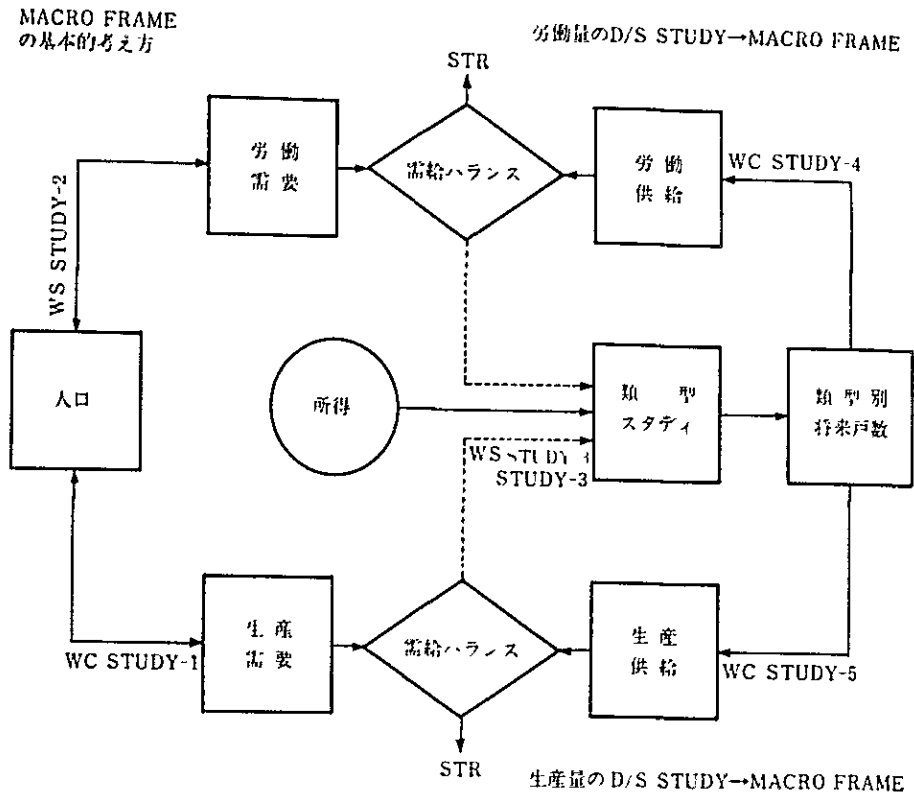 MACRO FRAME
の基本的考え方
労働量のD/S STUDY→MACRO FRAME
STR
労働
需要
需給ハランス
労働
供給
WC STUDY-4
WS STUDY-2
人口
所得
類型
スタディ
類型別
将来戸数
WS STUDY
STUDY-3
生産
需要
需給ハランス
生産
供給
WC STUDY-1
WC STUDY-5
STR
生産量のD/S STUDY→MACRO FRAME